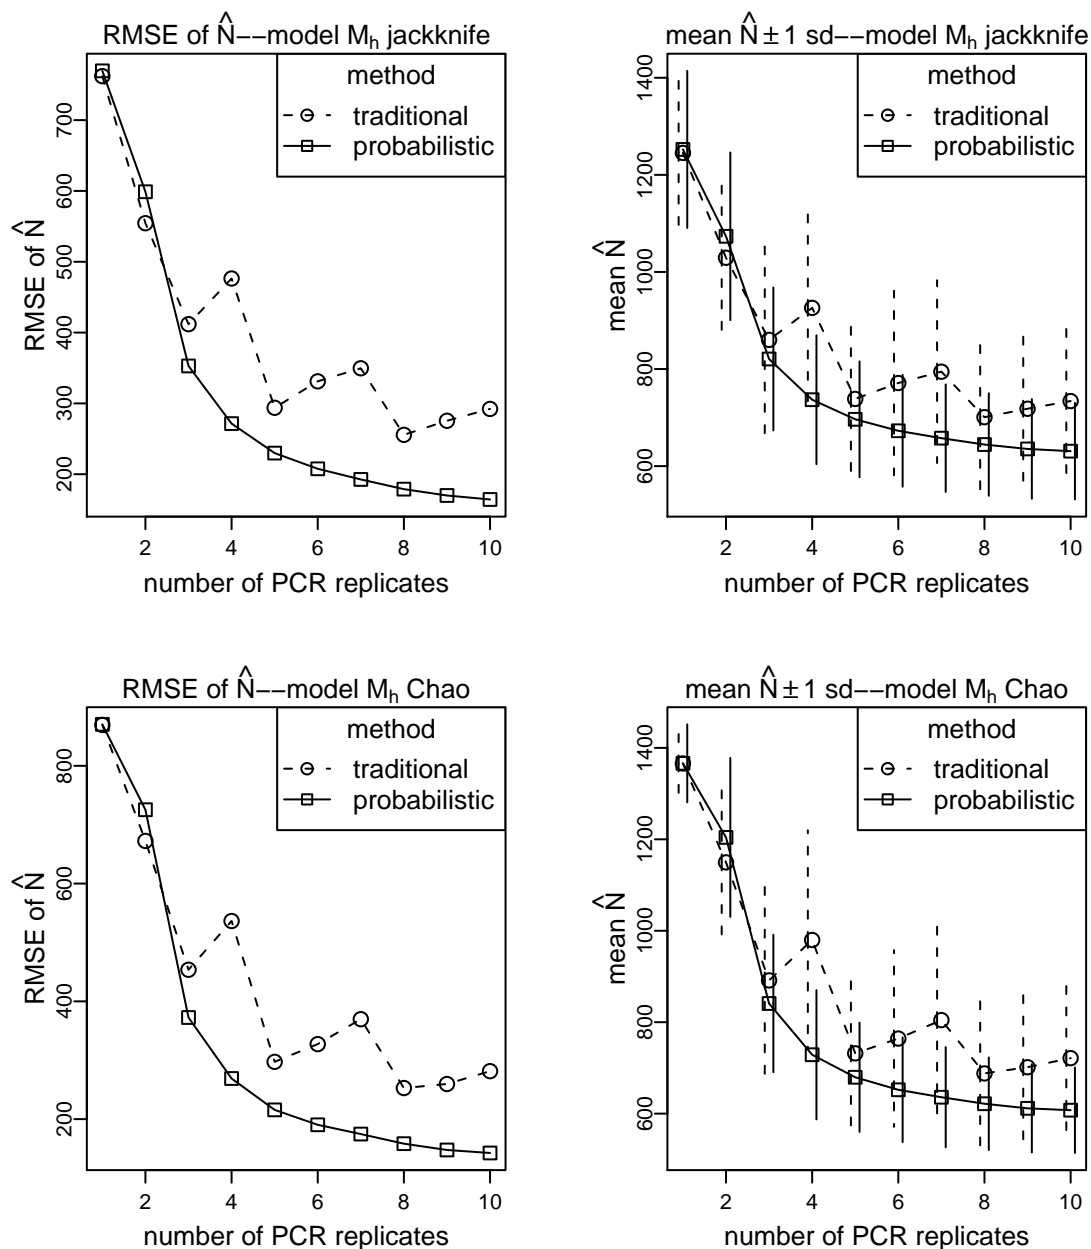 RMSE of N̂−−model Mₕ jackknife
method
traditional
probabilistic
RMSE of N̂
200 300 400 500 600 700
2 4 6 8 10
number of PCR replicates
mean N̂ ± 1 sd−−model Mₕ jackknife
method
traditional
probabilistic
mean N̂
600 800 1000 1200 1400
2 4 6 8 10
number of PCR replicates
RMSE of N̂−−model Mₕ Chao
method
traditional
probabilistic
RMSE of N̂
200 400 600 800
2 4 6 8 10
number of PCR replicates
mean N̂ ± 1 sd−−model Mₕ Chao
method
traditional
probabilistic
mean N̂
600 800 1000 1200 1400
2 4 6 8 10
number of PCR replicates